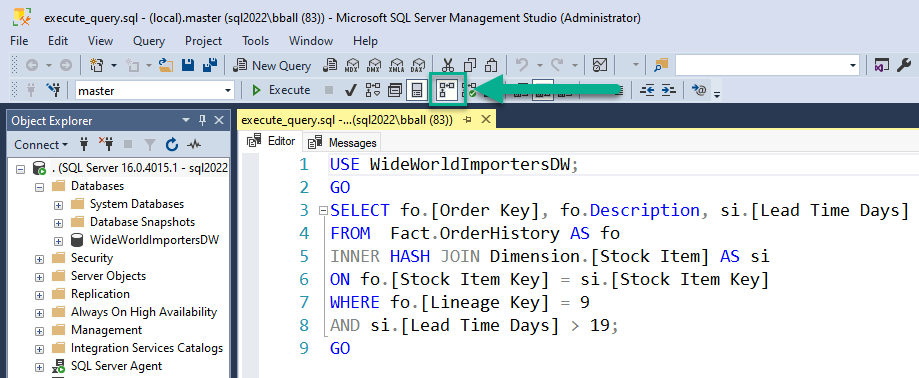 execute_query.sql - (local).master (sql2022\bball (83)) - Microsoft SQL Server Management Studio (Administrator)
File Edit View Query Project Tools Window Help
New Query MDX DMX XMLA DAX
master Execute
Object Explorer
Connect
. (SQL Server 16.0.4015.1 - sql2022
Databases
System Databases
Database Snapshots
WideWorldImportersDW
Security
Server Objects
Replication
Always On High Availability
Management
Integration Services Catalogs
SQL Server Agent
execute_query.sql -...(sql2022\bball (83))
Editor Messages
1 USE WideWorldImportersDW;
2 GO
3 SELECT fo.[Order Key], fo.Description, si.[Lead Time Days]
4 FROM  Fact.OrderHistory AS fo
5 INNER HASH JOIN Dimension.[Stock Item] AS si
6 ON fo.[Stock Item Key] = si.[Stock Item Key]
7 WHERE fo.[Lineage Key] = 9
8 AND si.[Lead Time Days] > 19;
9 GO